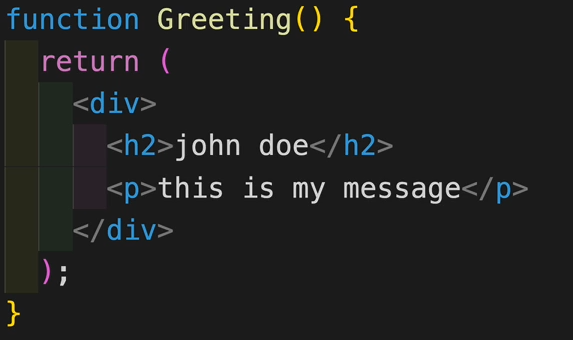 function Greeting() {
  return (
    <div>
      <h2>john doe</h2>
      <p>this is my message</p>
    </div>
  );
}